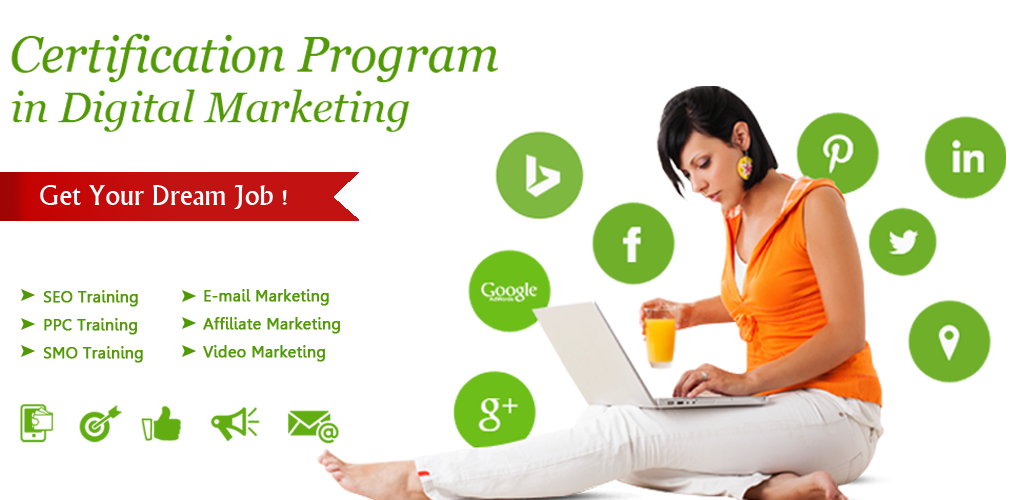 Certification Program
in Digital Marketing
Get Your Dream Job !
SEO Training
PPC Training
SMO Training
E-mail Marketing
Affiliate Marketing
Video Marketing
f
in
Google
AdWords
g+